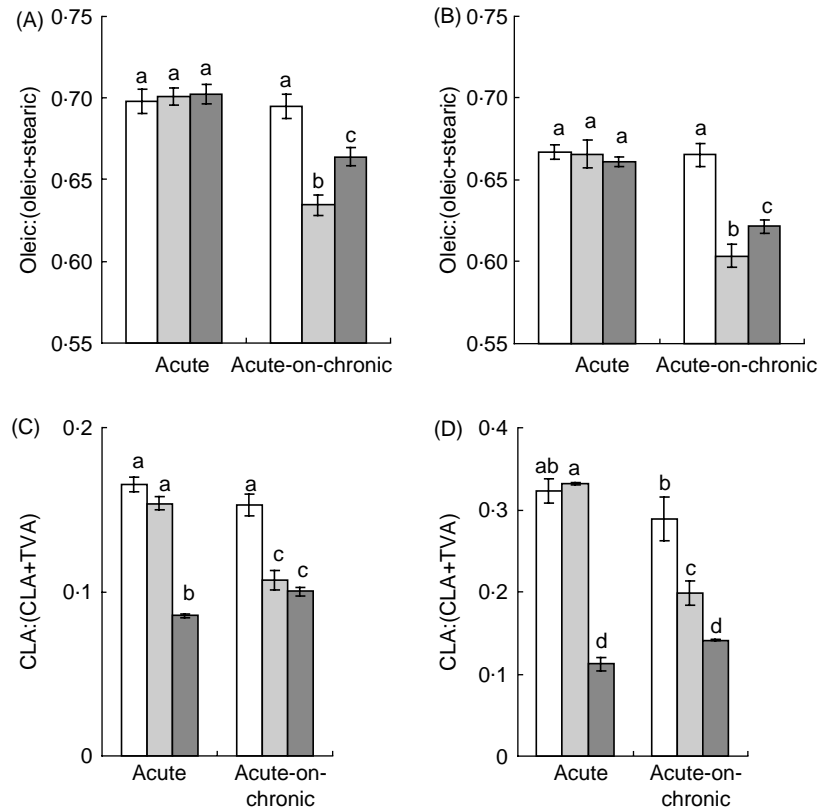 (A)
0·75
0·70
0·65
0·60
0·55
Oleic:(oleic+stearic)
a a a a b c
Acute Acute-on-chronic
(B)
0·75
0·70
0·65
0·60
0·55
Oleic:(oleic+stearic)
a a a a b c
Acute Acute-on-chronic
(C)
0·2
0·1
0
CLA:(CLA+TVA)
a a b a c c
Acute Acute-on-
chronic
(D)
0·4
0·3
0·2
0·1
0
CLA:(CLA+TVA)
ab a d b c d
Acute Acute-on-
chronic